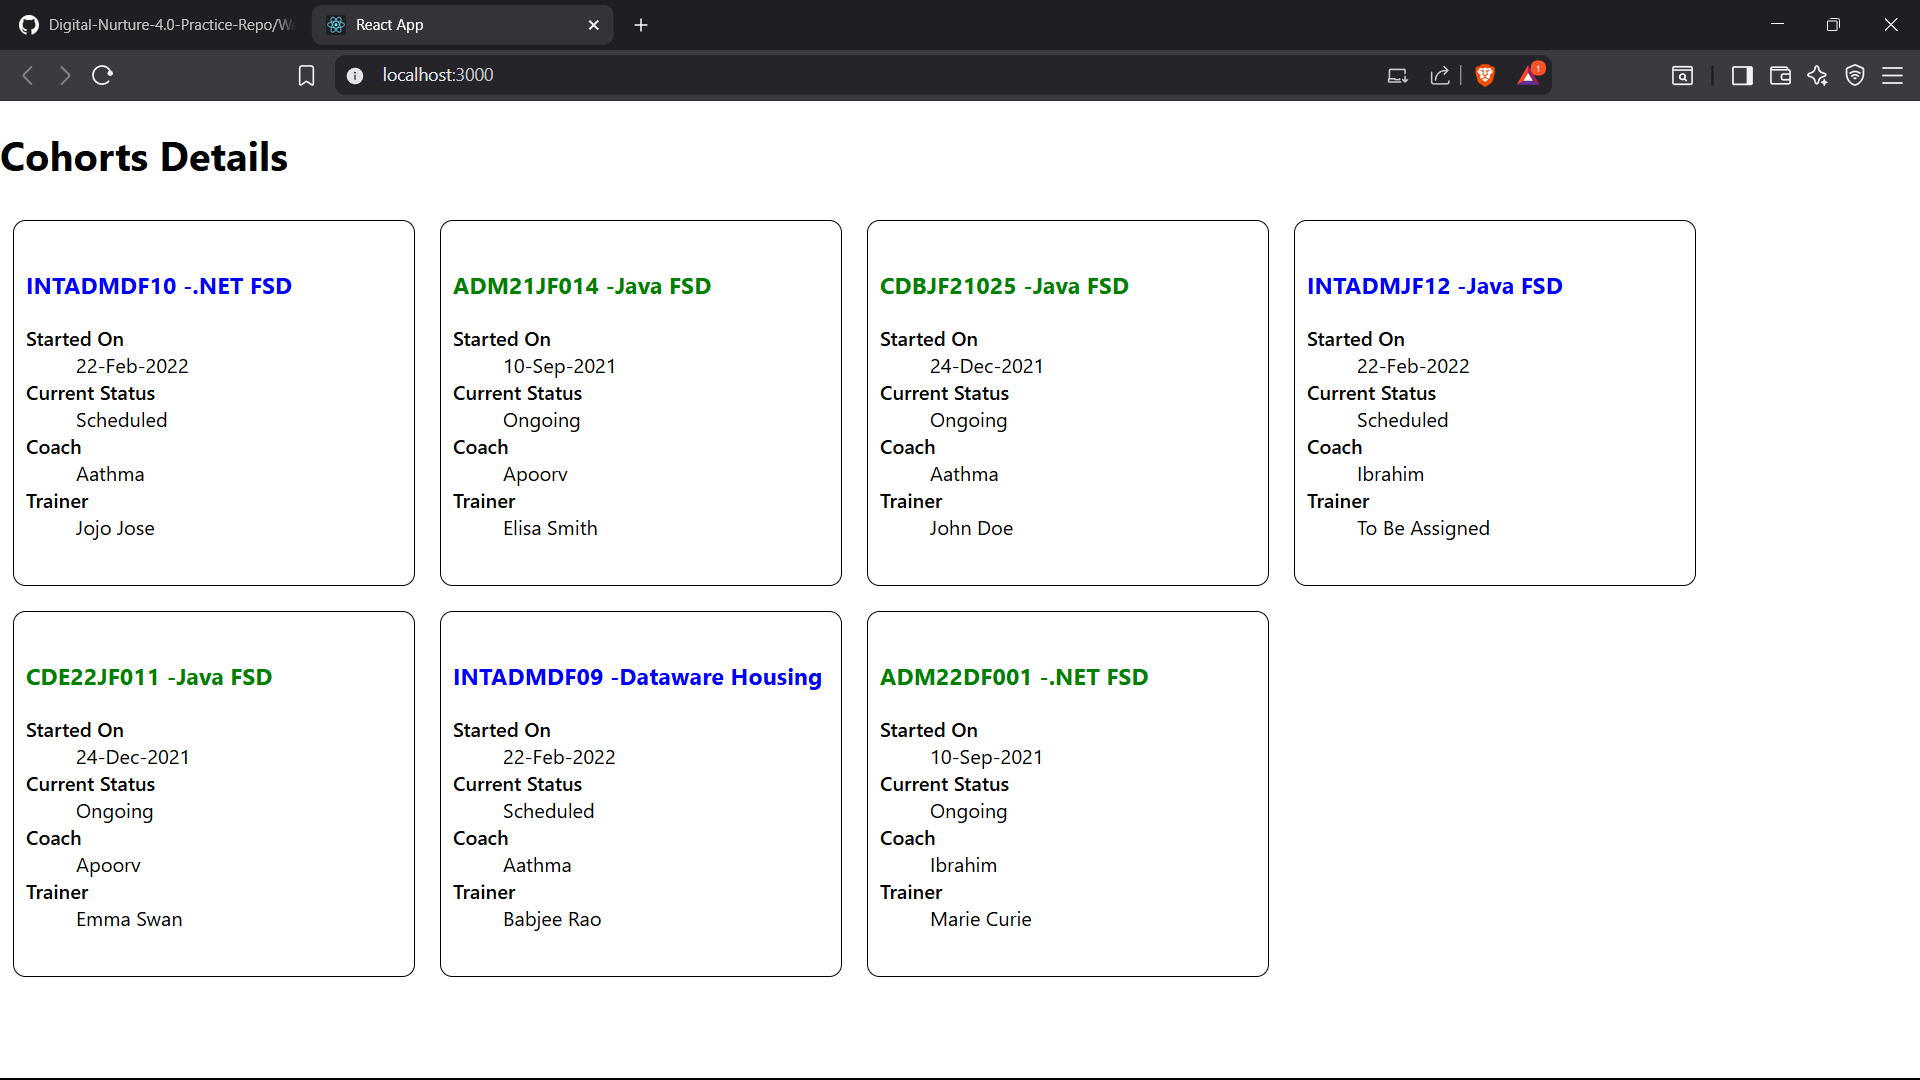 Digital-Nurture-4.0-Practice-Repo/W
React App
localhost:3000
1
Cohorts Details
INTADMDF10 -.NET FSD
Started On
22-Feb-2022
Current Status
Scheduled
Coach
Aathma
Trainer
Jojo Jose
ADM21JF014 -Java FSD
Started On
10-Sep-2021
Current Status
Ongoing
Coach
Apoorv
Trainer
Elisa Smith
CDBJF21025 -Java FSD
Started On
24-Dec-2021
Current Status
Ongoing
Coach
Aathma
Trainer
John Doe
INTADMJF12 -Java FSD
Started On
22-Feb-2022
Current Status
Scheduled
Coach
Ibrahim
Trainer
To Be Assigned
CDE22JF011 -Java FSD
Started On
24-Dec-2021
Current Status
Ongoing
Coach
Apoorv
Trainer
Emma Swan
INTADMDF09 -Dataware Housing
Started On
22-Feb-2022
Current Status
Scheduled
Coach
Aathma
Trainer
Babjee Rao
ADM22DF001 -.NET FSD
Started On
10-Sep-2021
Current Status
Ongoing
Coach
Ibrahim
Trainer
Marie Curie